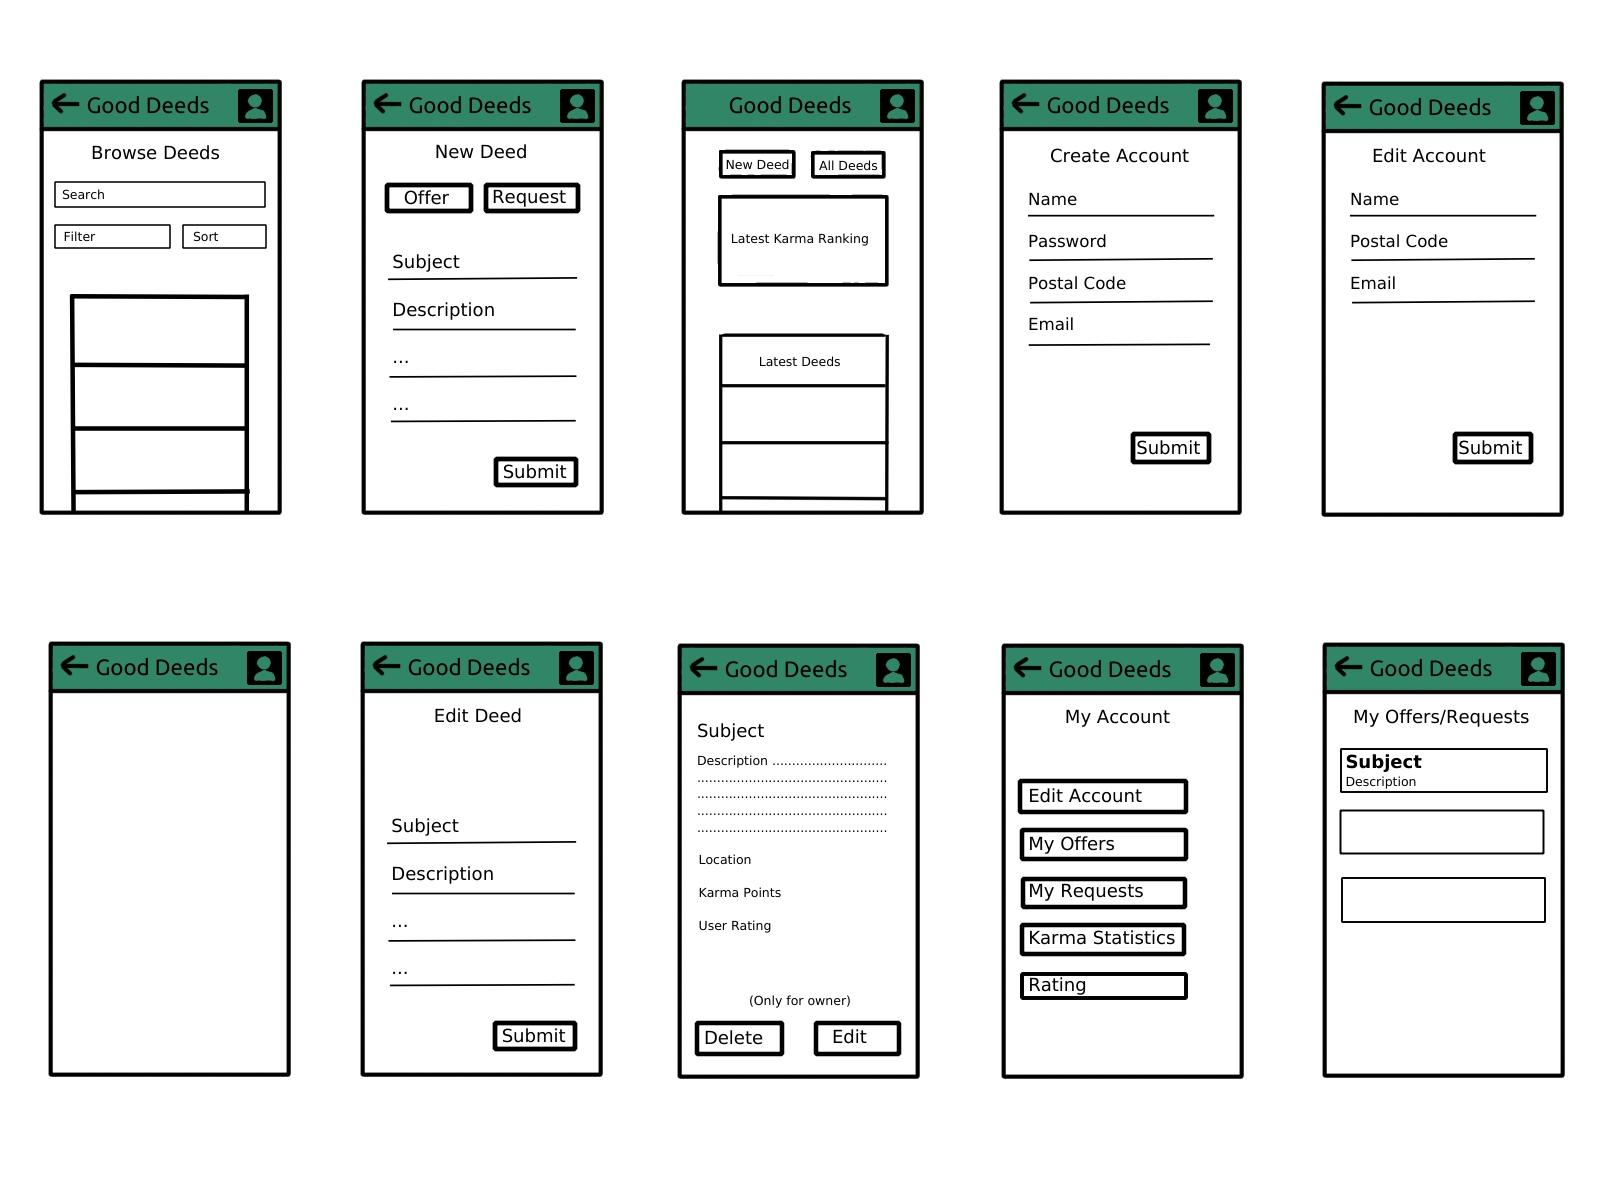 Good Deeds
Browse Deeds
Search
Filter
Sort
Good Deeds
New Deed
Offer
Request
Subject
Description
...
...
Submit
Good Deeds
New Deed
All Deeds
Latest Karma Ranking
Latest Deeds
Good Deeds
Create Account
Name
Password
Postal Code
Email
Submit
Good Deeds
Edit Account
Name
Postal Code
Email
Submit
Good Deeds
Good Deeds
Edit Deed
Subject
Description
...
...
Submit
Good Deeds
Subject
Description .............................
................................................
................................................
................................................
................................................
Location
Karma Points
User Rating
(Only for owner)
Delete
Edit
Good Deeds
My Account
Edit Account
My Offers
My Requests
Karma Statistics
Rating
Good Deeds
My Offers/Requests
Subject
Description